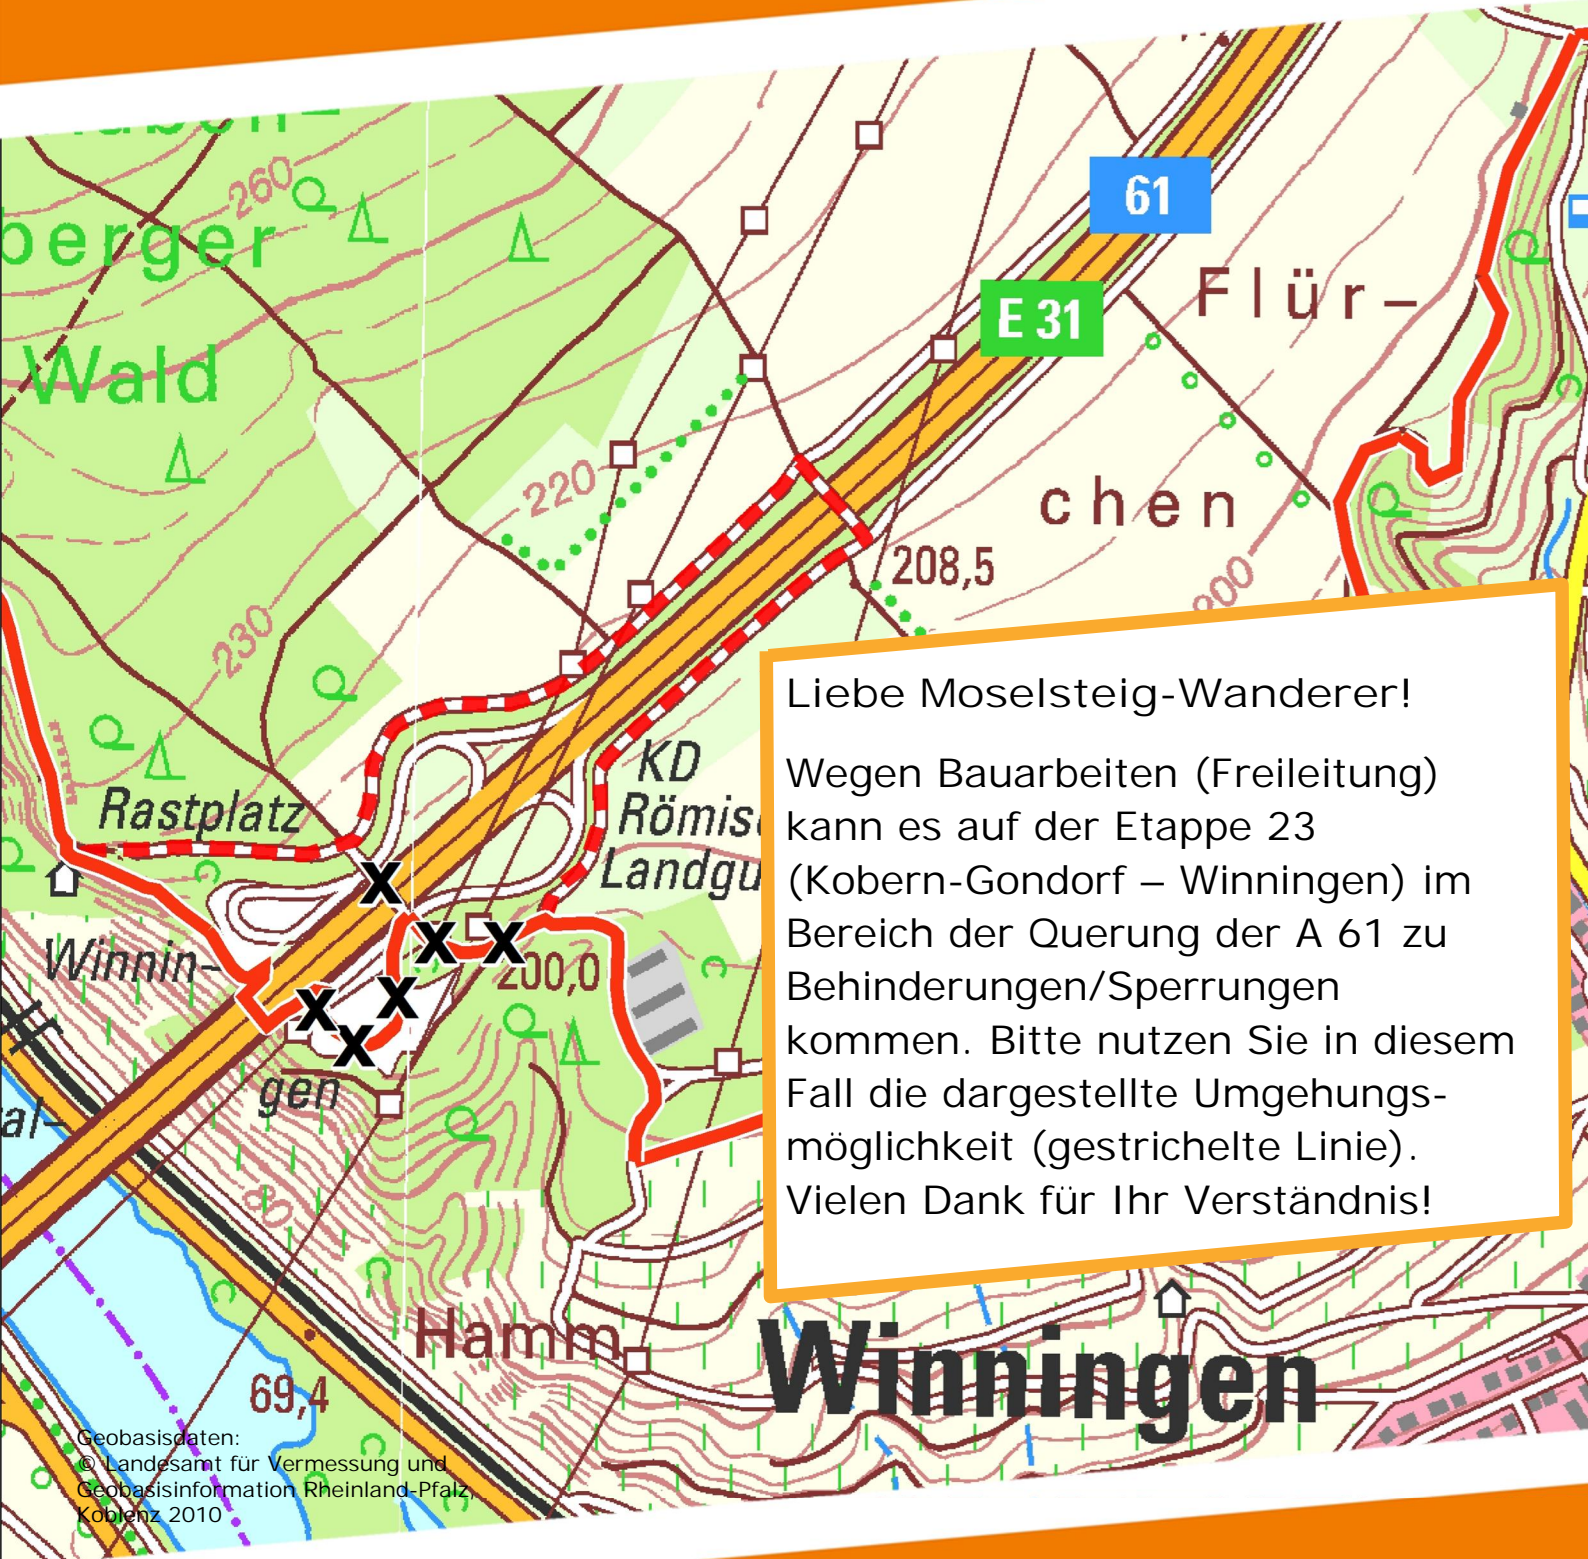 260
berger
Wald
61
E 31
Flür-
chen
220
208,5
200
230
Liebe Moselsteig-Wanderer!
Wegen Bauarbeiten (Freileitung)
kann es auf der Etappe 23
(Kobern-Gondorf – Winningen) im
Bereich der Querung der A 61 zu
Behinderungen/Sperrungen
kommen. Bitte nutzen Sie in diesem
Fall die dargestellte Umgehungs-
möglichkeit (gestrichelte Linie).
Vielen Dank für Ihr Verständnis!
KD
Römis
Landgu
Rastplatz
X
X X
Winnin-
200,0
X
X
X
gen
al-
80
Hamm
Winningen
69,4
Geobasisdaten:
© Landesamt für Vermessung und
Geobasisinformation Rheinland-Pfalz,
Koblenz 2010